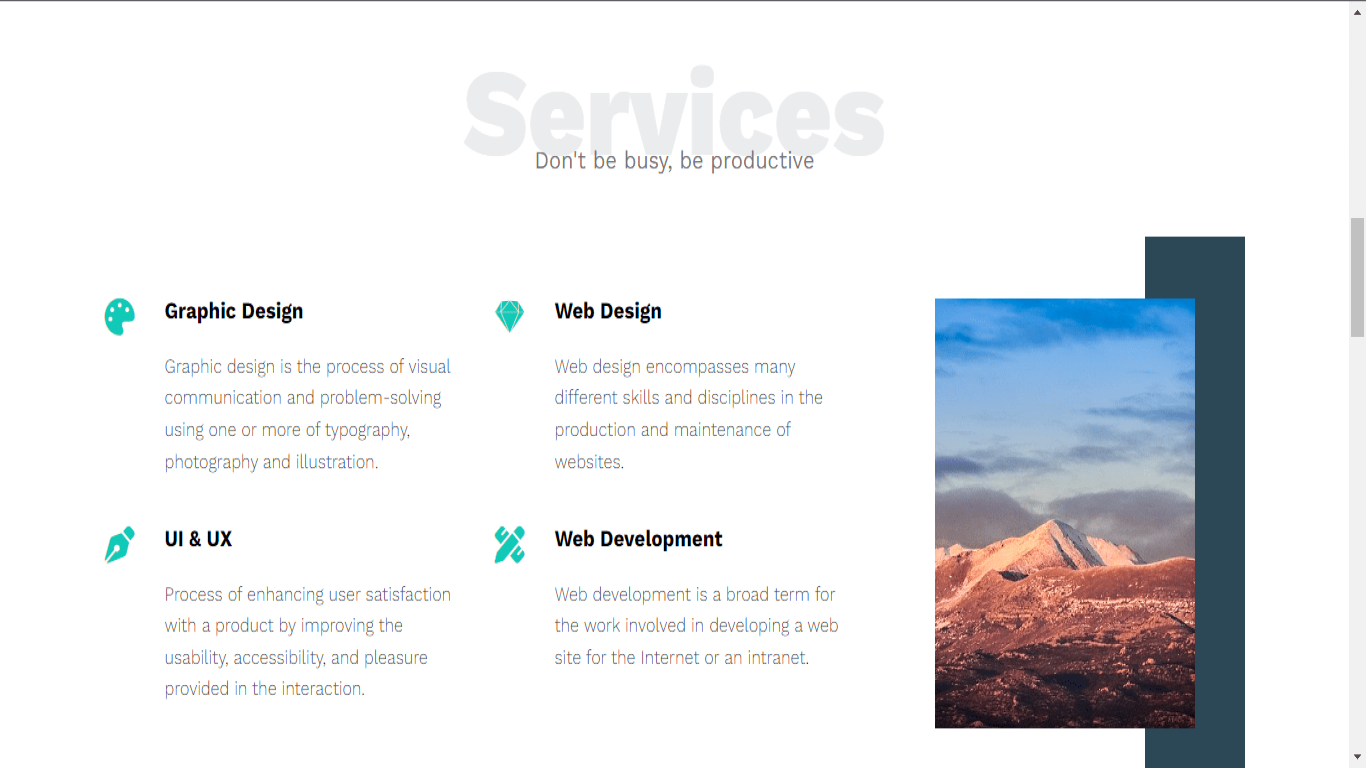 Services
Don't be busy, be productive
Graphic Design
Graphic design is the process of visual
communication and problem-solving
using one or more of typography,
photography and illustration.
Web Design
Web design encompasses many
different skills and disciplines in the
production and maintenance of
websites.
UI & UX
Process of enhancing user satisfaction
with a product by improving the
usability, accessibility, and pleasure
provided in the interaction.
Web Development
Web development is a broad term for
the work involved in developing a web
site for the Internet or an intranet.